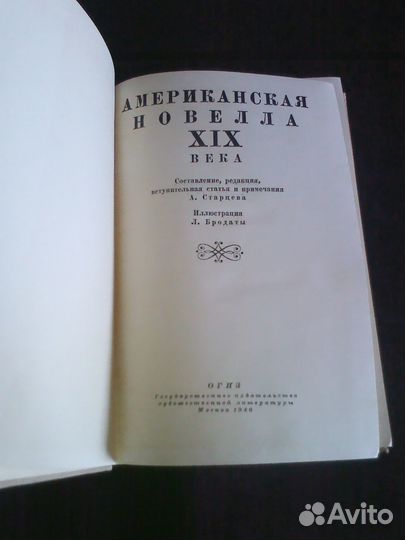 АМЕРИКАНСКАЯ
НОВЕЛЛА
XIX
ВЕКА
Составление, редакция,
вступительная статья и примечания
А. Старцева
Иллюстрации
Л. Бродаты
ОГИЗ
Государственное издательство
художественной литературы
Москва 1946
Avito